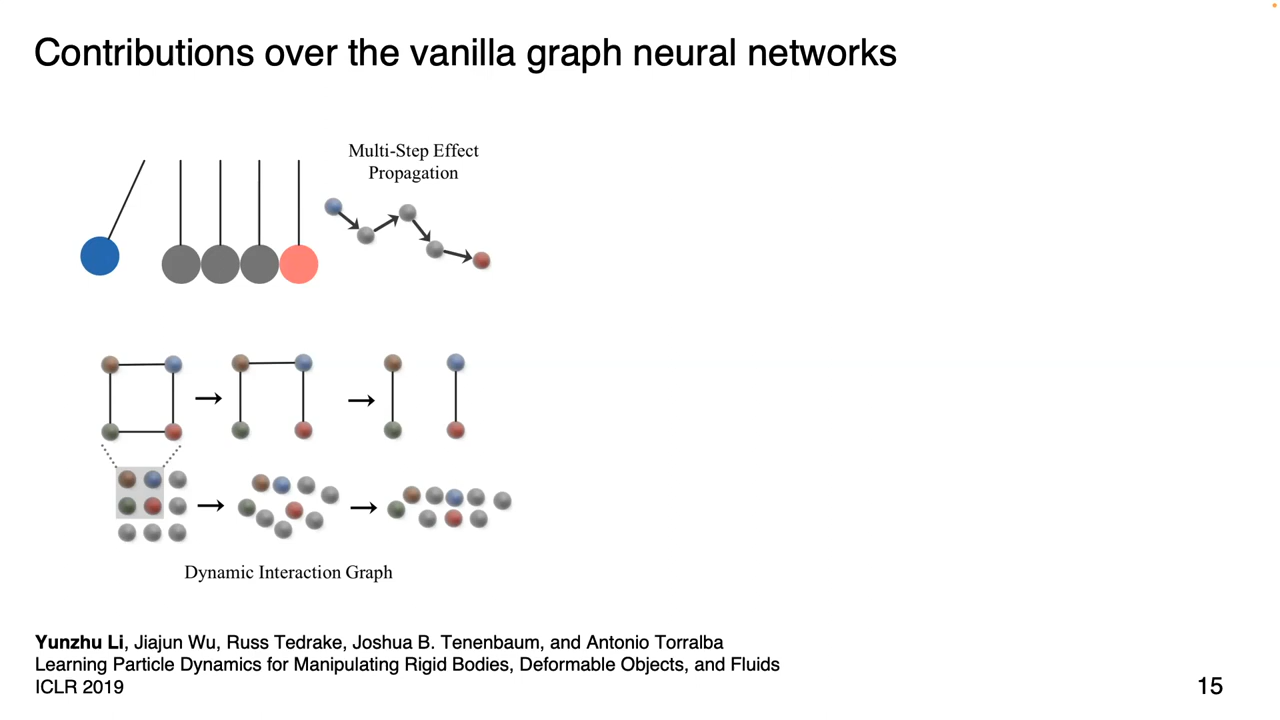 Contributions over the vanilla graph neural networks
Multi-Step Effect
Propagation
Dynamic Interaction Graph
Yunzhu Li, Jiajun Wu, Russ Tedrake, Joshua B. Tenenbaum, and Antonio Torralba
Learning Particle Dynamics for Manipulating Rigid Bodies, Deformable Objects, and Fluids
ICLR 2019
15